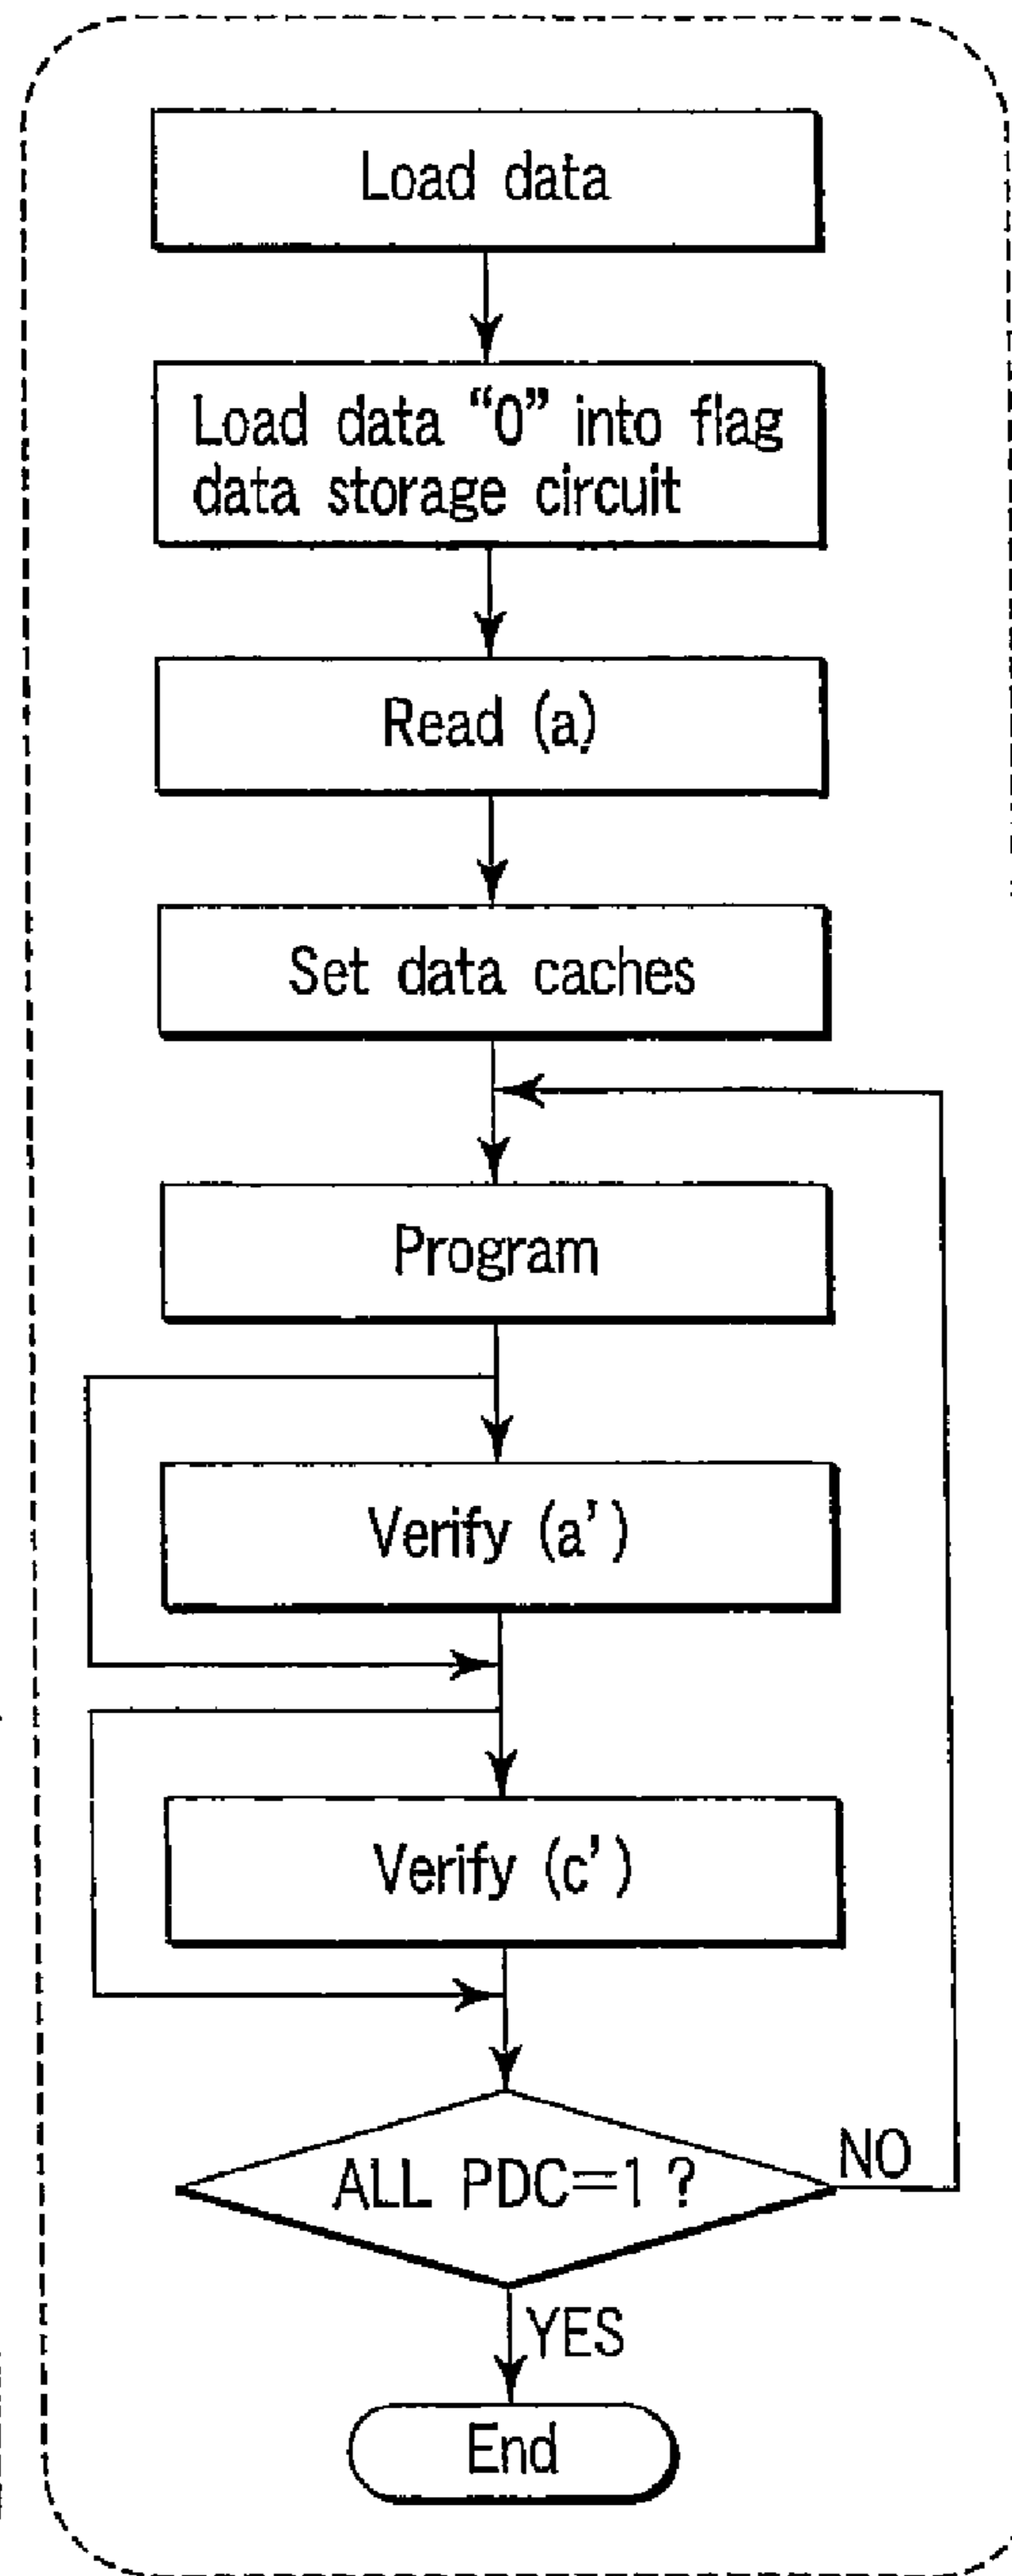 Load data
Load data “0” into flag
data storage circuit
Read (a)
Set data caches
Program
Verify (a’)
Verify (c’)
ALL PDC=1 ?
NO
YES
End